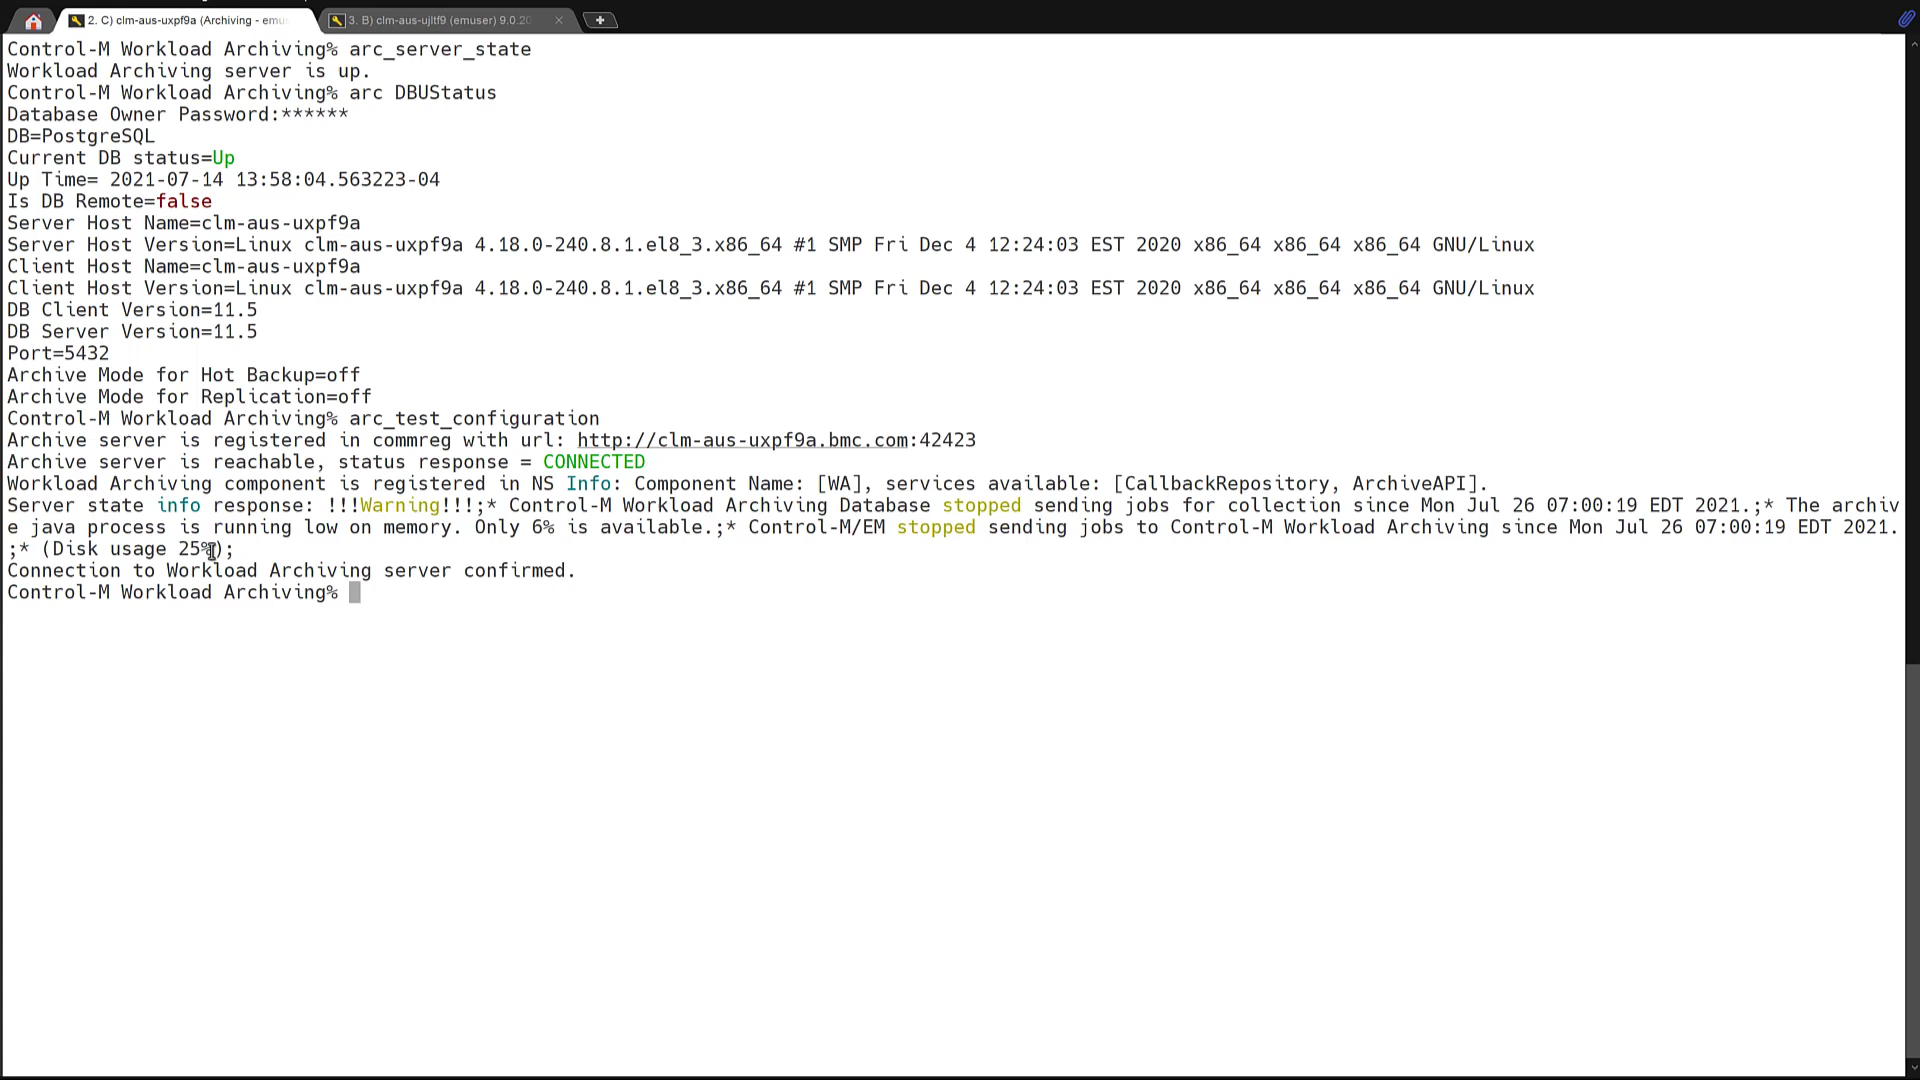 2. C) clm-aus-uxpf9a (Archiving - emu
3. B) clm-aus-ujltf9 (emuser) 9.0.20
Control-M Workload Archiving% arc_server_state
Workload Archiving server is up.
Control-M Workload Archiving% arc DBUStatus
Database Owner Password:******
DB=PostgreSQL
Current DB status=Up
Up Time= 2021-07-14 13:58:04.563223-04
Is DB Remote=false
Server Host Name=clm-aus-uxpf9a
Server Host Version=Linux clm-aus-uxpf9a 4.18.0-240.8.1.el8_3.x86_64 #1 SMP Fri Dec 4 12:24:03 EST 2020 x86_64 x86_64 x86_64 GNU/Linux
Client Host Name=clm-aus-uxpf9a
Client Host Version=Linux clm-aus-uxpf9a 4.18.0-240.8.1.el8_3.x86_64 #1 SMP Fri Dec 4 12:24:03 EST 2020 x86_64 x86_64 x86_64 GNU/Linux
DB Client Version=11.5
DB Server Version=11.5
Port=5432
Archive Mode for Hot Backup=off
Archive Mode for Replication=off
Control-M Workload Archiving% arc_test_configuration
Archive server is registered in commreg with url: http://clm-aus-uxpf9a.bmc.com:42423
Archive server is reachable, status response = CONNECTED
Workload Archiving component is registered in NS Info: Component Name: [WA], services available: [CallbackRepository, ArchiveAPI].
Server state info response: !!!Warning!!!;* Control-M Workload Archiving Database stopped sending jobs for collection since Mon Jul 26 07:00:19 EDT 2021.;* The archiv
e java process is running low on memory. Only 6% is available.;* Control-M/EM stopped sending jobs to Control-M Workload Archiving since Mon Jul 26 07:00:19 EDT 2021.
;* (Disk usage 25%);
Connection to Workload Archiving server confirmed.
Control-M Workload Archiving%